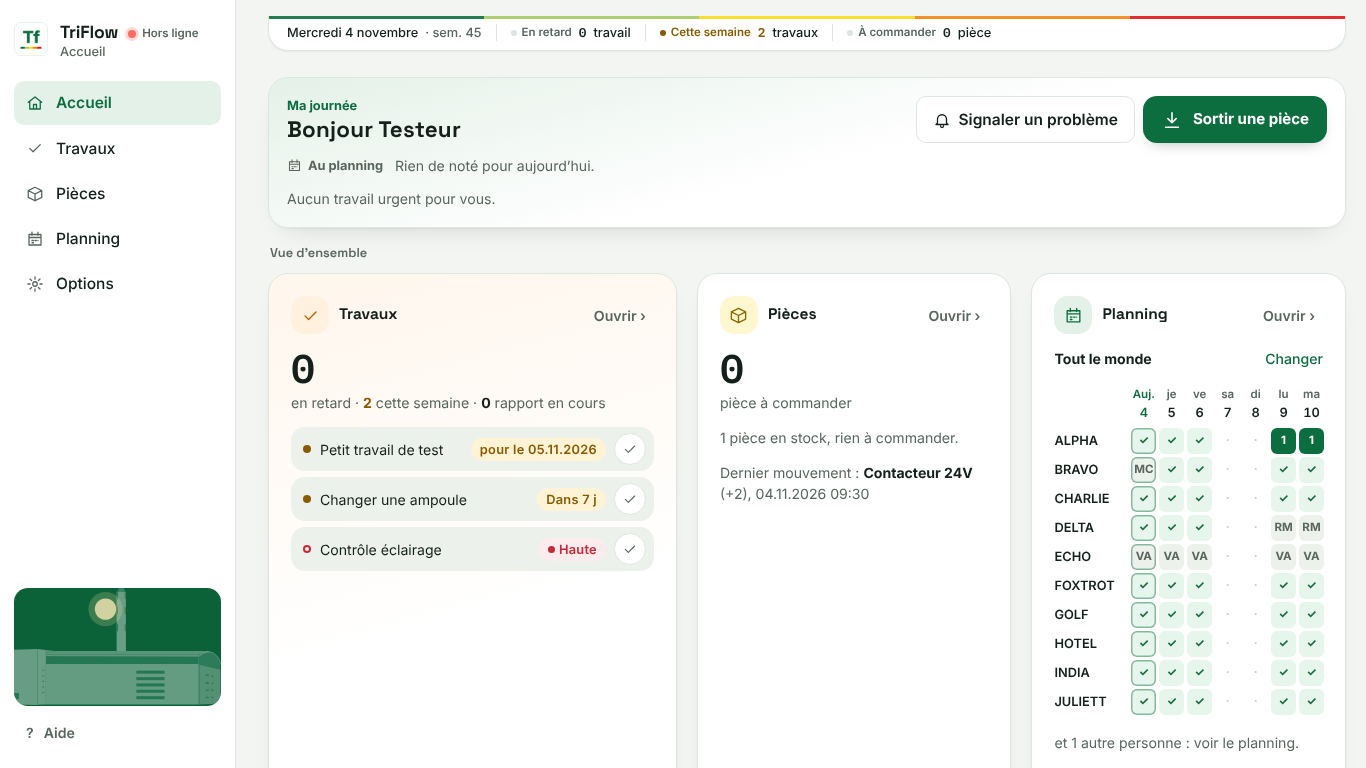 Tf TriFlow Hors ligne
Accueil
Accueil
Travaux
Pièces
Planning
Options
? Aide
Mercredi 4 novembre · sem. 45 En retard 0 travail Cette semaine 2 travaux À commander 0 pièce
Ma journée
Bonjour Testeur
Signaler un problème Sortir une pièce
Au planning Rien de noté pour aujourd’hui.
Aucun travail urgent pour vous.
Vue d’ensemble
Travaux Ouvrir ›
0
en retard · 2 cette semaine · 0 rapport en cours
Petit travail de test pour le 05.11.2026
Changer une ampoule Dans 7 j
Contrôle éclairage Haute
Pièces Ouvrir ›
0
pièce à commander
1 pièce en stock, rien à commander.
Dernier mouvement : Contacteur 24V
(+2), 04.11.2026 09:30
Planning Ouvrir ›
Tout le monde Changer
Auj. je ve sa di lu ma
4 5 6 7 8 9 10
ALPHA ✓ ✓ ✓ · · 1 1
BRAVO MC ✓ ✓ · · ✓ ✓
CHARLIE ✓ ✓ ✓ · · ✓ ✓
DELTA ✓ ✓ ✓ · · RM RM
ECHO VA VA VA · · VA VA
FOXTROT ✓ ✓ ✓ · · ✓ ✓
GOLF ✓ ✓ ✓ · · ✓ ✓
HOTEL ✓ ✓ ✓ · · ✓ ✓
INDIA ✓ ✓ ✓ · · ✓ ✓
JULIETT ✓ ✓ ✓ · · ✓ ✓
et 1 autre personne : voir le planning.